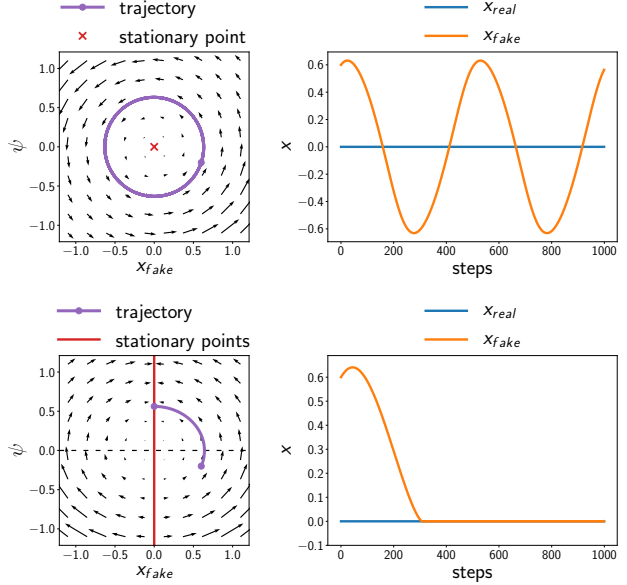 trajectory
stationary point
1.0
0.5
0.0
−0.5
−1.0
ψ
−1.0 −0.5 0.0 0.5 1.0
x_fake
x_real
x_fake
0.6
0.4
0.2
0.0
−0.2
−0.4
−0.6
x
0 200 400 600 800 1000
steps
trajectory
stationary points
1.0
0.5
0.0
−0.5
−1.0
ψ
−1.0 −0.5 0.0 0.5 1.0
x_fake
x_real
x_fake
0.6
0.5
0.4
0.3
0.2
0.1
0.0
−0.1
x
0 200 400 600 800 1000
steps